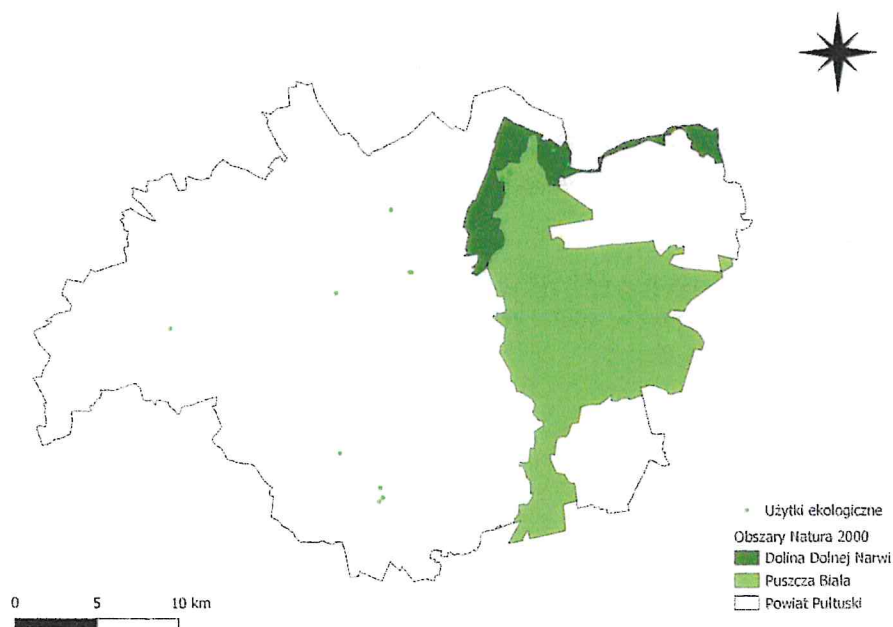 Użytki ekologiczne
Obszary Natura 2000
Dolina Dolnej Narwi
Puszcza Biała
Powiat Pułtuski
0 5 10 km